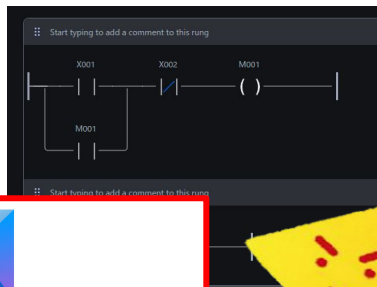 Start typing to add a comment to this rung
X001 X002 M001
M001
Start typing to add a comment to this rung